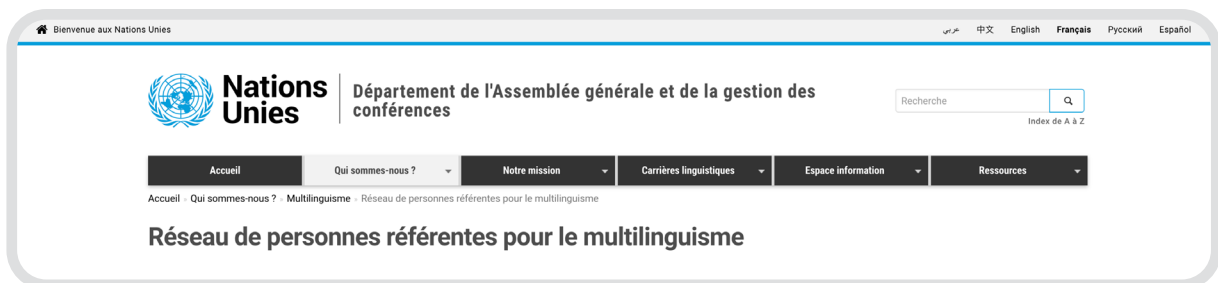 Bienvenue aux Nations Unies
عربي 中文 English Français Русский Español
Nations
Unies
Département de l'Assemblée générale et de la gestion des
conférences
Recherche
Index de A à Z
Accueil Qui sommes-nous ? Notre mission Carrières linguistiques Espace information Ressources
Accueil » Qui sommes-nous ? » Multilinguisme » Réseau de personnes référentes pour le multilinguisme
Réseau de personnes référentes pour le multilinguisme